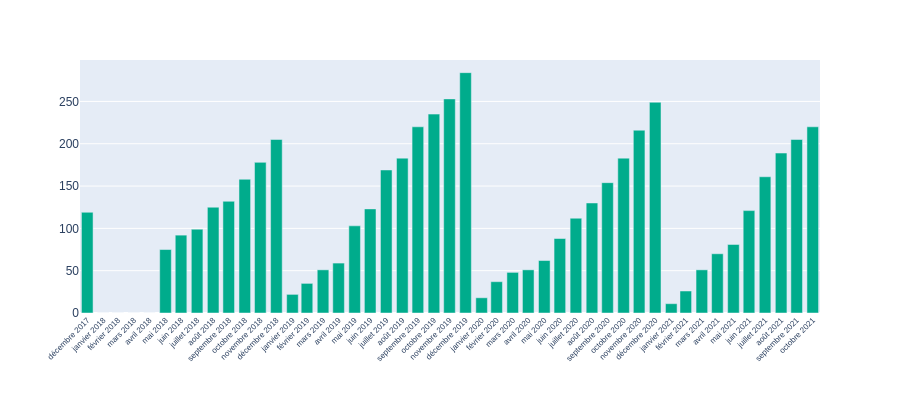 250
200
150
100
50
0
décembre 2017
janvier 2018
février 2018
mars 2018
avril 2018
mai 2018
juin 2018
juillet 2018
août 2018
septembre 2018
octobre 2018
novembre 2018
décembre 2018
janvier 2019
février 2019
mars 2019
avril 2019
mai 2019
juin 2019
juillet 2019
août 2019
septembre 2019
octobre 2019
novembre 2019
décembre 2019
janvier 2020
février 2020
mars 2020
avril 2020
mai 2020
juin 2020
juillet 2020
août 2020
septembre 2020
octobre 2020
novembre 2020
décembre 2020
janvier 2021
février 2021
mars 2021
avril 2021
mai 2021
juin 2021
juillet 2021
août 2021
septembre 2021
octobre 2021